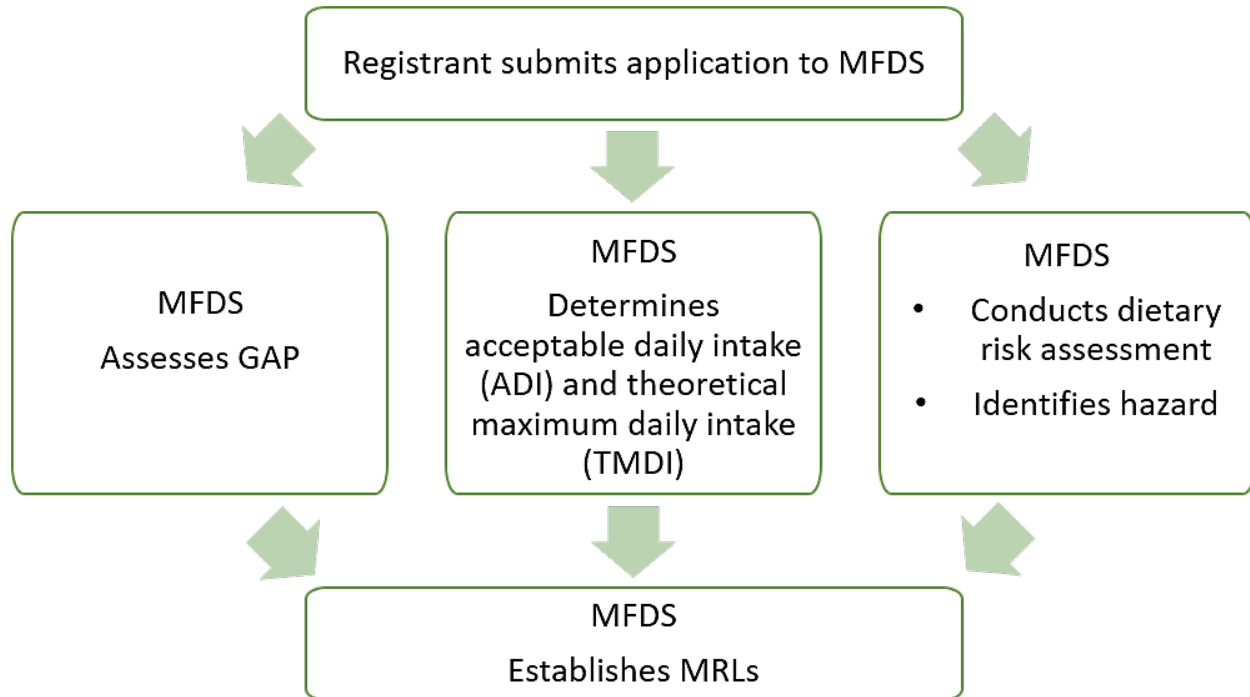 Registrant submits application to MFDS
MFDS
Assesses GAP
MFDS
Determines
acceptable daily intake
(ADI) and theoretical
maximum daily intake
(TMDI)
MFDS
• Conducts dietary
risk assessment
• Identifies hazard
MFDS
Establishes MRLs